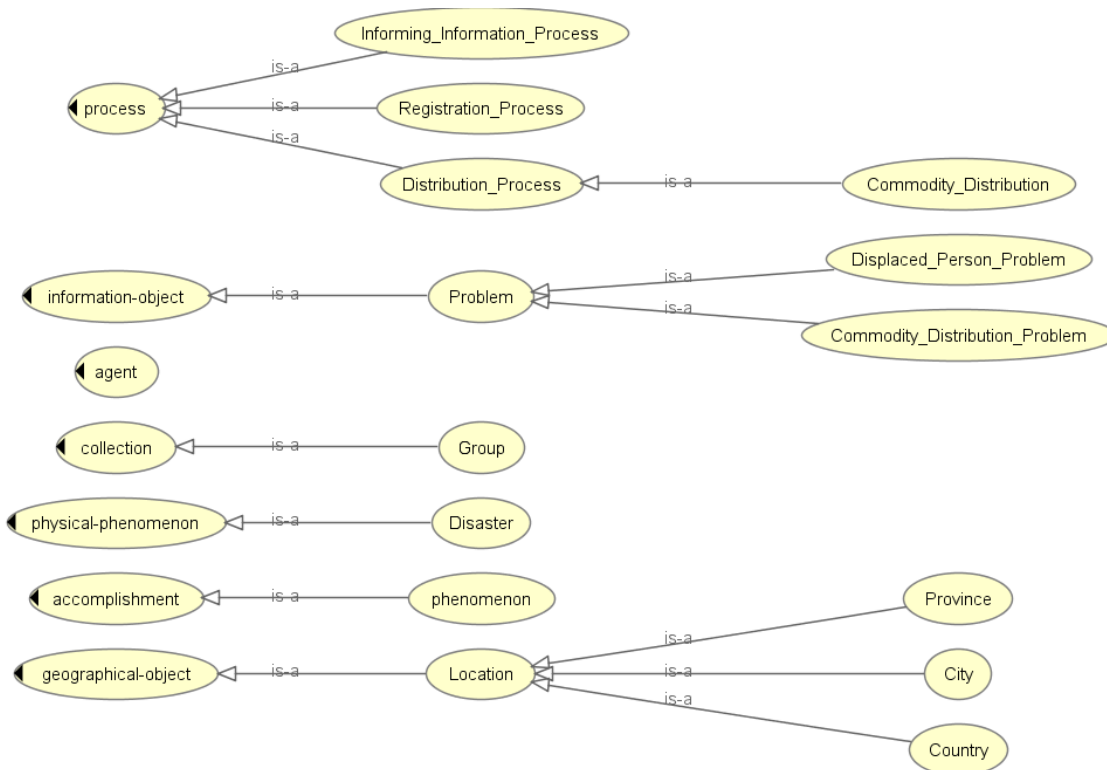 Informing_Information_Process
is-a
process
is-a
Registration_Process
is-a
Distribution_Process
is-a
Commodity_Distribution
Displaced_Person_Problem
is-a
information-object
is-a
Problem
is-a
Commodity_Distribution_Problem
agent
collection
is-a
Group
physical-phenomenon
is-a
Disaster
accomplishment
is-a
phenomenon
Province
is-a
geographical-object
is-a
Location
is-a
City
is-a
Country